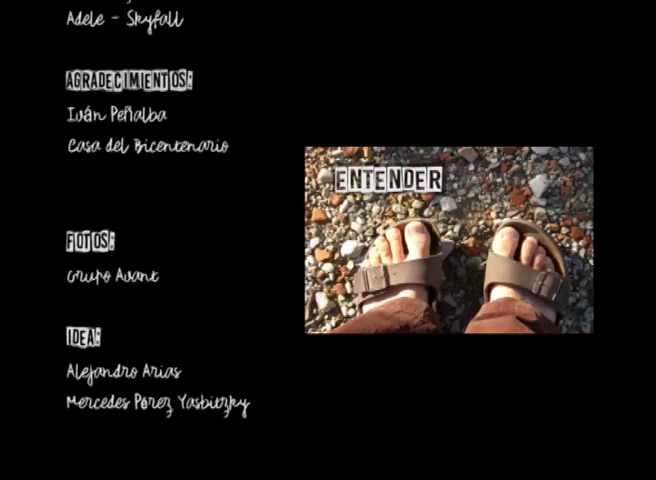 Adele - Skyfall
AGRADECIMIENTOS:
Iván Peñalba
Casa del Bicentenario
FOTOS:
Grupo Avant
IDEA:
Alejandro Arias
Mercedes Pérez Yasbitzky
ENTENDER